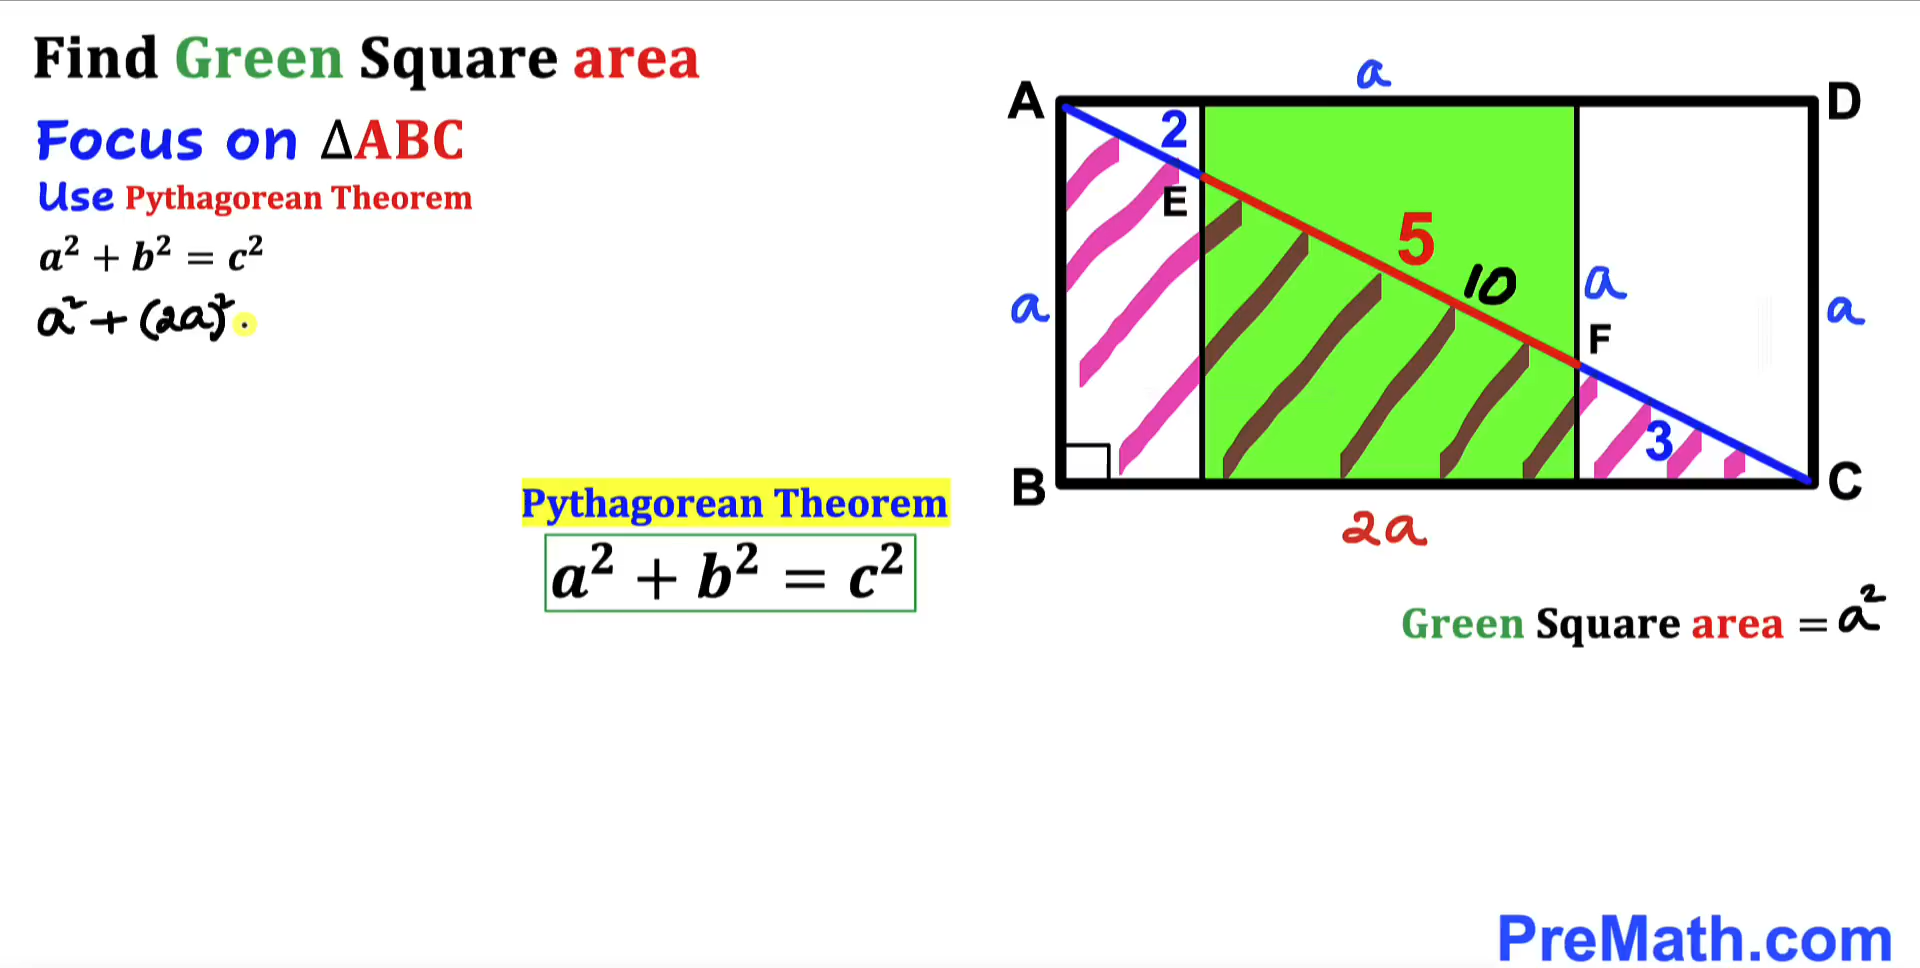 Find Green Square area
Focus on ΔABC
Use Pythagorean Theorem
a² + b² = c²
a² + (2a)²
Pythagorean Theorem
a² + b² = c²
a
A
D
2
E
5
10
a
a
a
F
3
B
C
2a
Green Square area = a²
PreMath.com